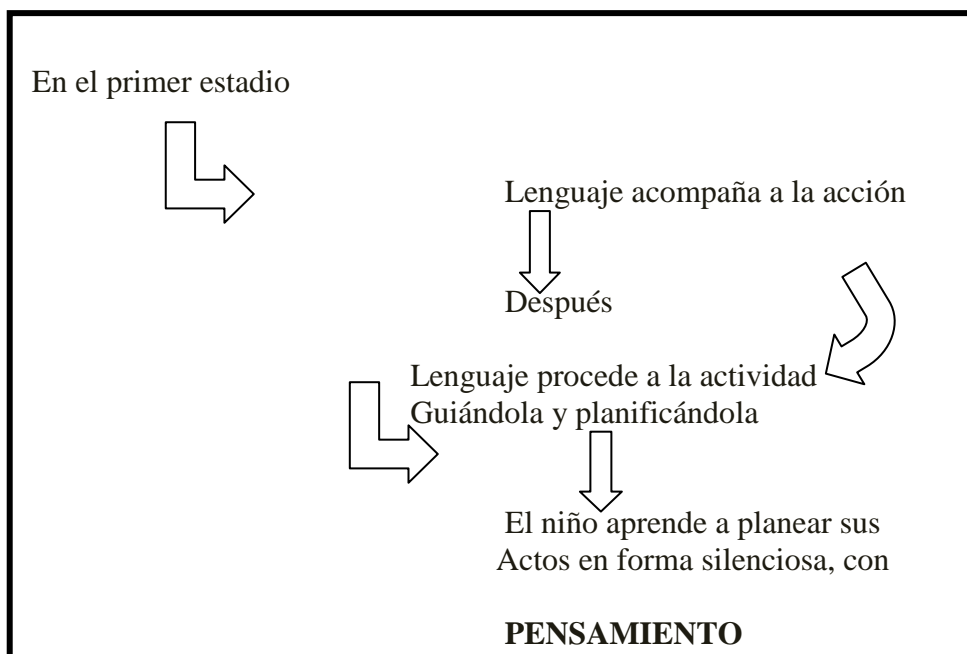 En el primer estadio
Lenguaje acompaña a la acción
Después
Lenguaje procede a la actividad
Guiándola y planificándola
El niño aprende a planear sus
Actos en forma silenciosa, con
PENSAMIENTO